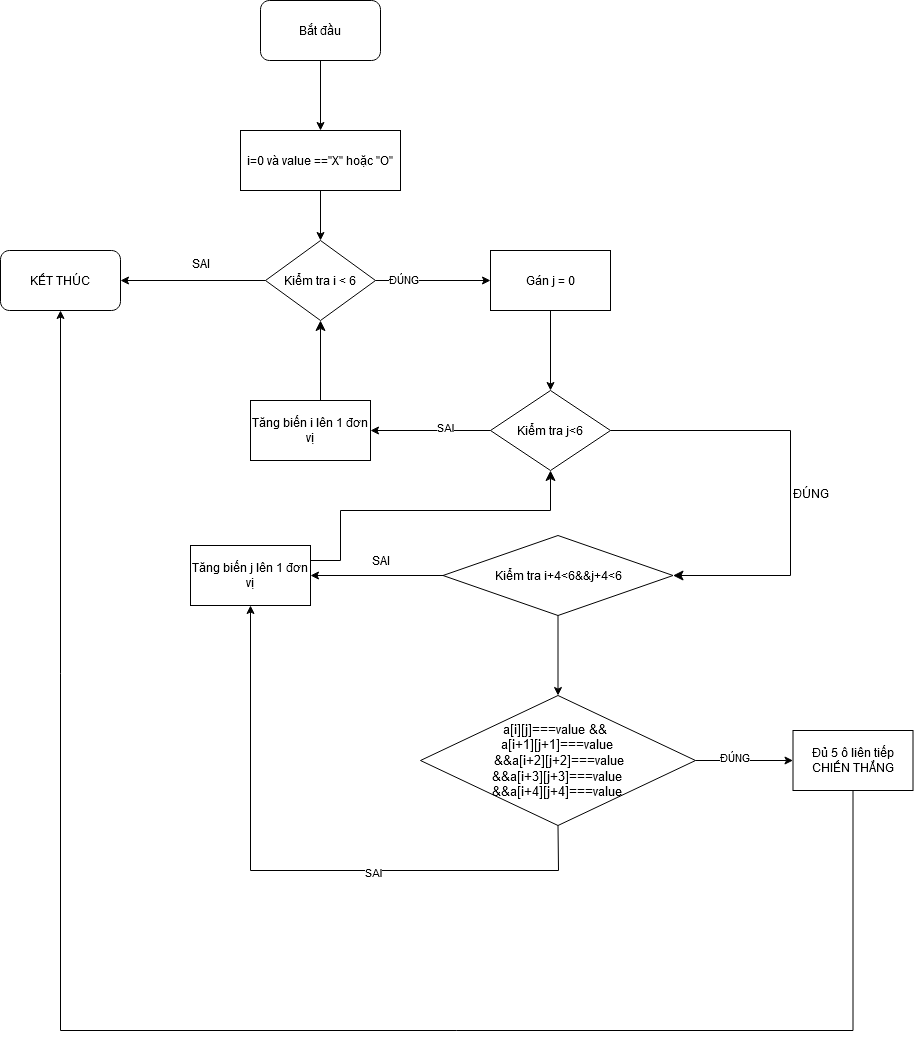 Bắt đầu
i=0 và value =="X" hoặc "O"
SAI
KẾT THÚC
Kiểm tra i < 6
ĐÚNG
Gán j = 0
Tăng biến i lên 1 đơn
vị
SAI
Kiểm tra j<6
ĐÚNG
Tăng biến j lên 1 đơn
vị
SAI
Kiểm tra i+4<6&&j+4<6
a[i][j]===value &&
a[i+1][j+1]===value
&&a[i+2][j+2]===value
&&a[i+3][j+3]===value
&&a[i+4][j+4]===value
ĐÚNG
Đủ 5 ô liên tiếp
CHIẾN THẮNG
SAI